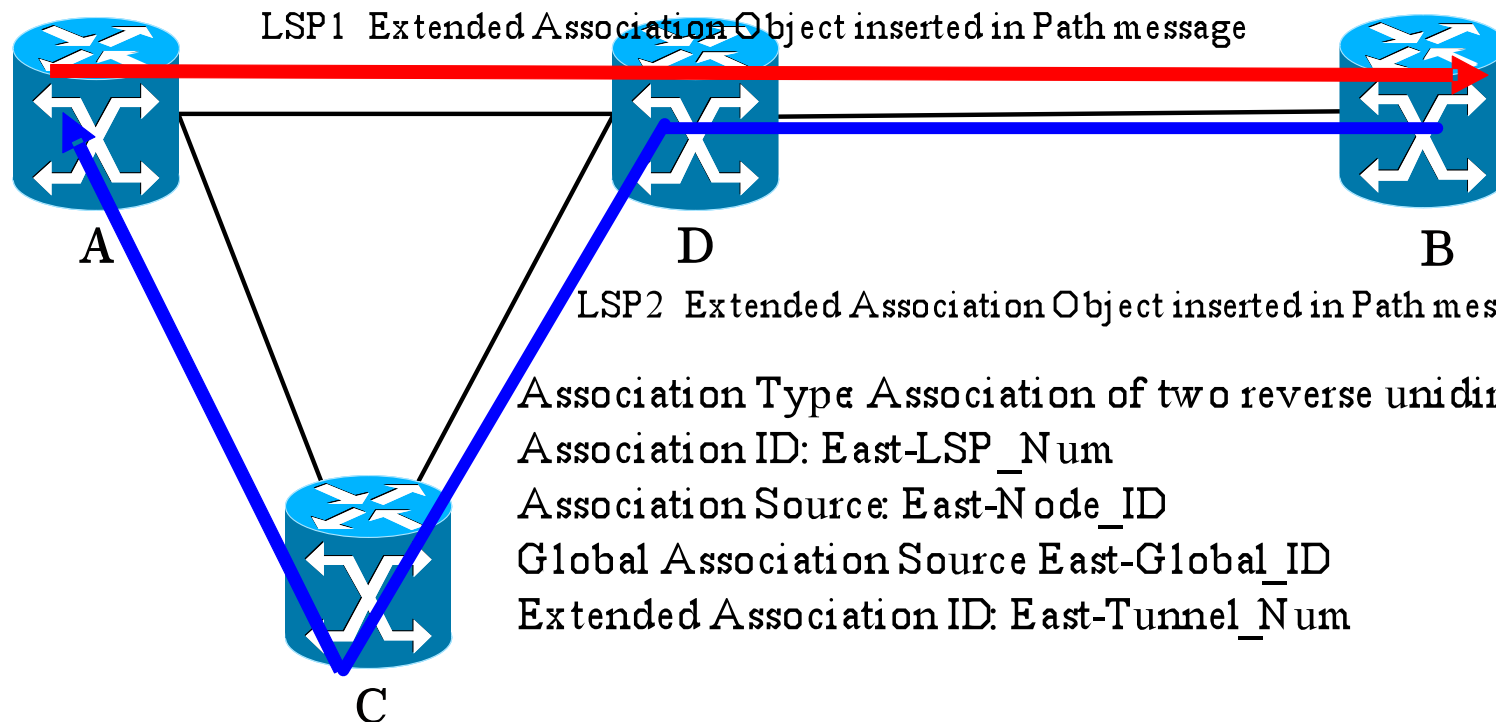 LSP1 Extended Association Object inserted in Path message
A
D
B
LSP2 Extended Association Object inserted in Path mes
Association Type: Association of two reverse unidir
Association ID: East-LSP_Num
Association Source: East-Node_ID
Global Association Source East-Global_ID
Extended Association ID: East-Tunnel_Num
C